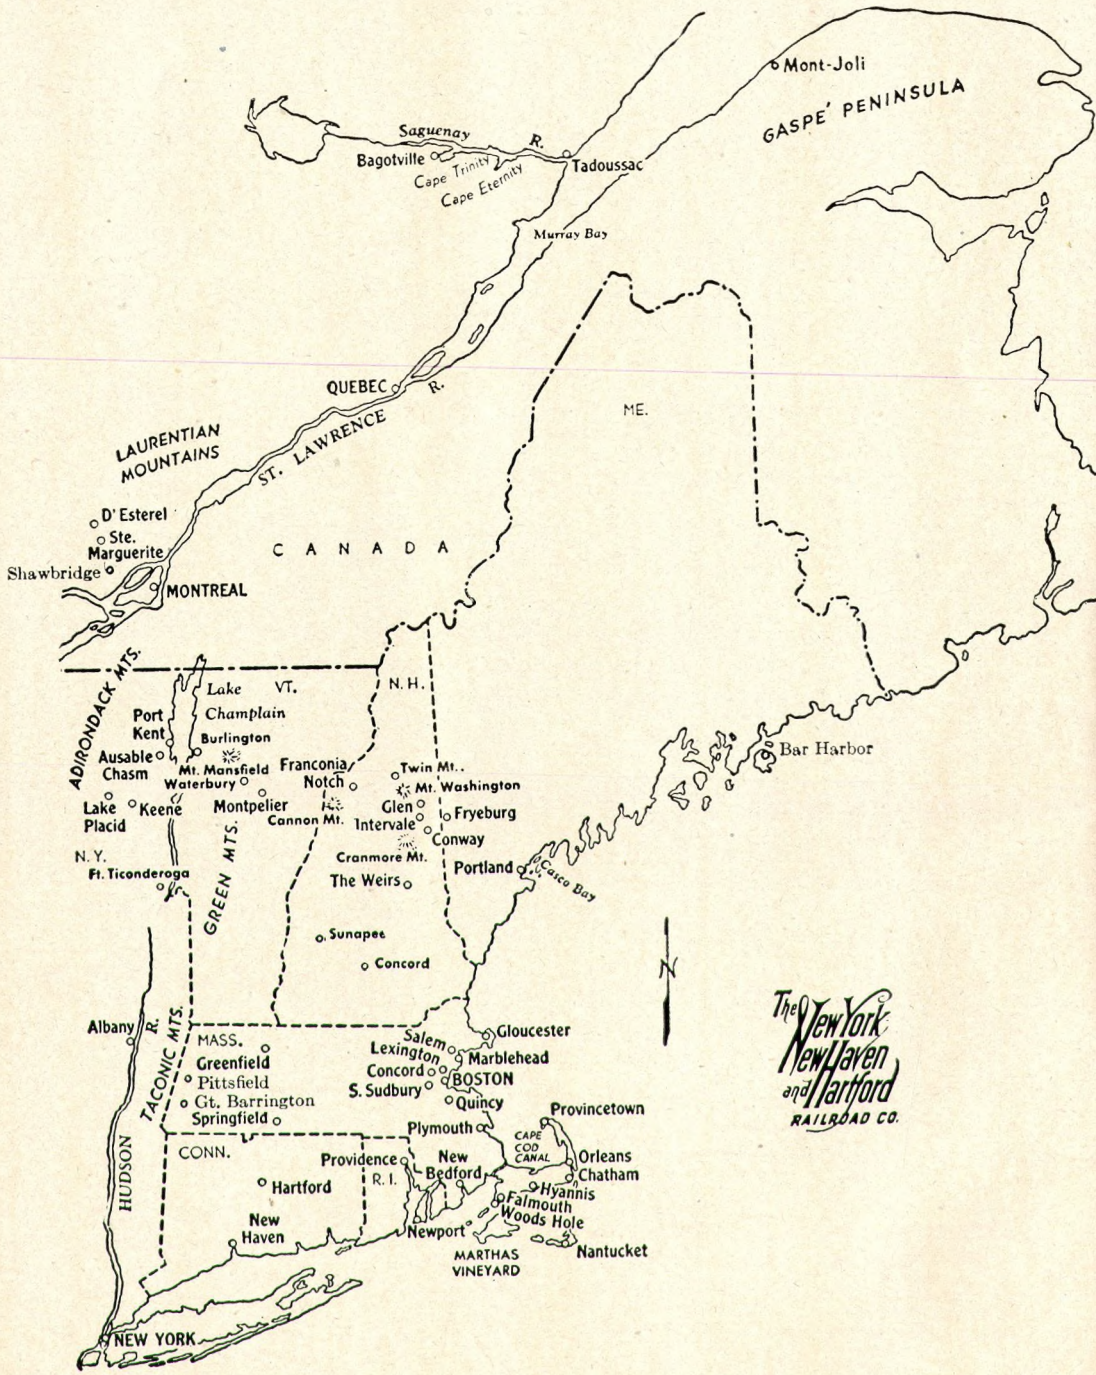 Mont-Joli
GASPE' PENINSULA
Saguenay R.
Bagotville
Cape Trinity
Cape Eternity
Tadoussac
Murray Bay
QUEBEC
ST. LAWRENCE R.
ME.
LAURENTIAN
MOUNTAINS
D'Esterel
Ste.
Marguerite
Shawbridge
MONTREAL
CANADA
ADIRONDACK MTS.
Lake
Champlain
VT.
N.H.
Port
Kent
Burlington
Ausable
Chasm
Mt. Mansfield
Waterbury
Montpelier
Lake
Placid
Keene
Franconia
Notch
Cannon Mt.
Twin Mt..
Mt. Washington
Glen
Intervale
Fryeburg
Conway
Cranmore Mt.
The Weirs
Bar Harbor
Portland
Casco Bay
N.Y.
Ft. Ticonderoga
GREEN MTS.
Sunapee
Concord
N
Albany
HUDSON R.
TACONIC MTS.
MASS.
Greenfield
Pittsfield
Gt. Barrington
Springfield
Gloucester
Salem
Lexington
Marblehead
Concord
BOSTON
S. Sudbury
Quincy
Plymouth
Provincetown
CAPE
COD
CANAL
Orleans
Chatham
Hyannis
Falmouth
Woods Hole
Nantucket
MARTHAS
VINEYARD
CONN.
Hartford
New
Haven
Providence
R.I.
New
Bedford
Newport
NEW YORK
The
New York
New Haven
and Hartford
RAILROAD CO.